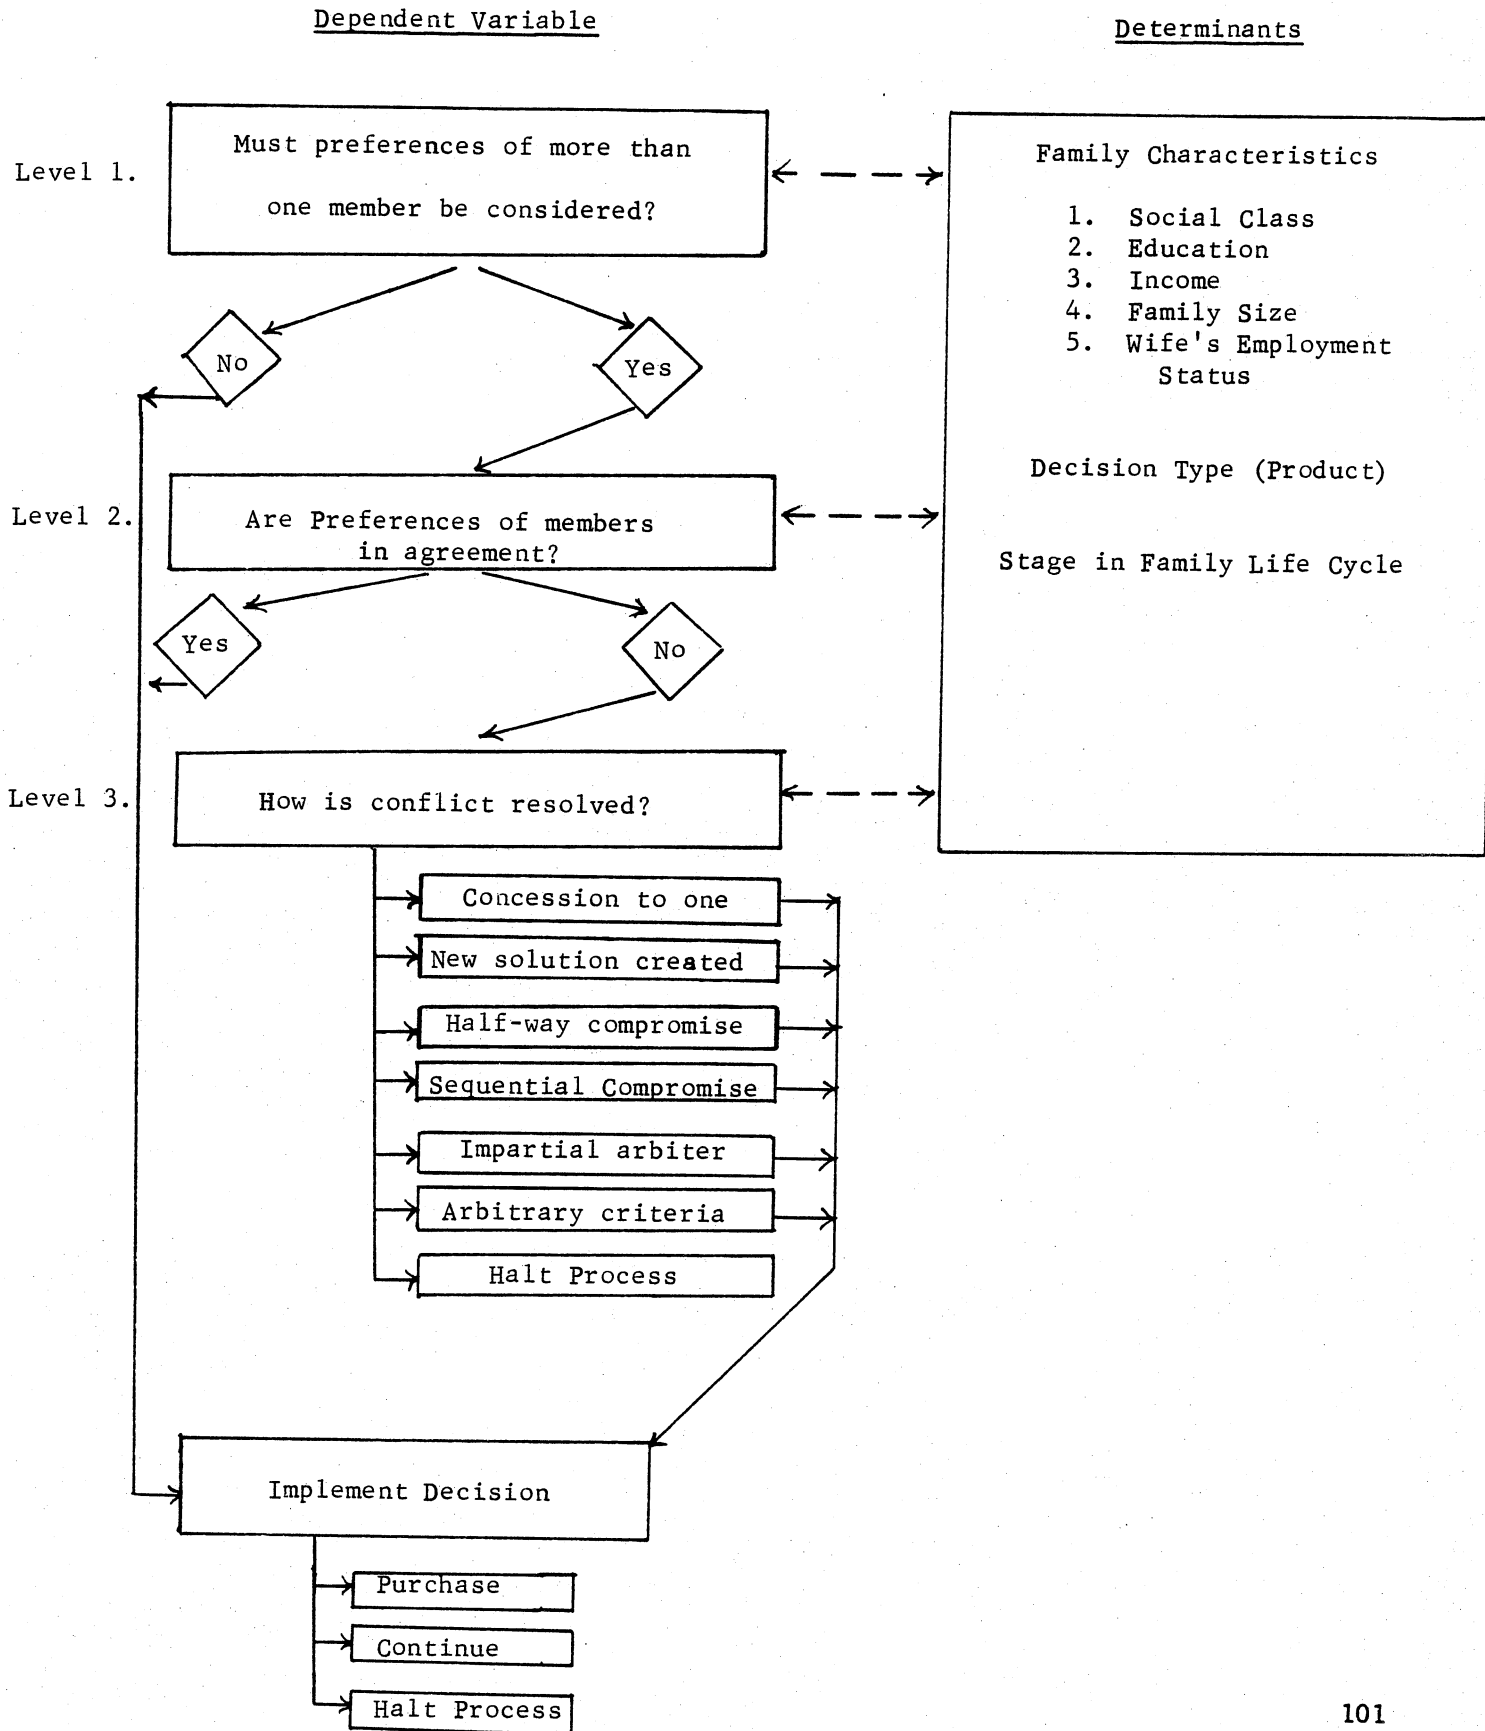 Dependent Variable
Determinants
Level 1.
Must preferences of more than
one member be considered?
No
Yes
Level 2.
Are Preferences of members
in agreement?
Yes
No
Level 3.
How is conflict resolved?
Concession to one
New solution created
Half-way compromise
Sequential Compromise
Impartial arbiter
Arbitrary criteria
Halt Process
Implement Decision
Purchase
Continue
Halt Process
Family Characteristics
1. Social Class
2. Education
3. Income
4. Family Size
5. Wife's Employment
Status
Decision Type (Product)
Stage in Family Life Cycle
101